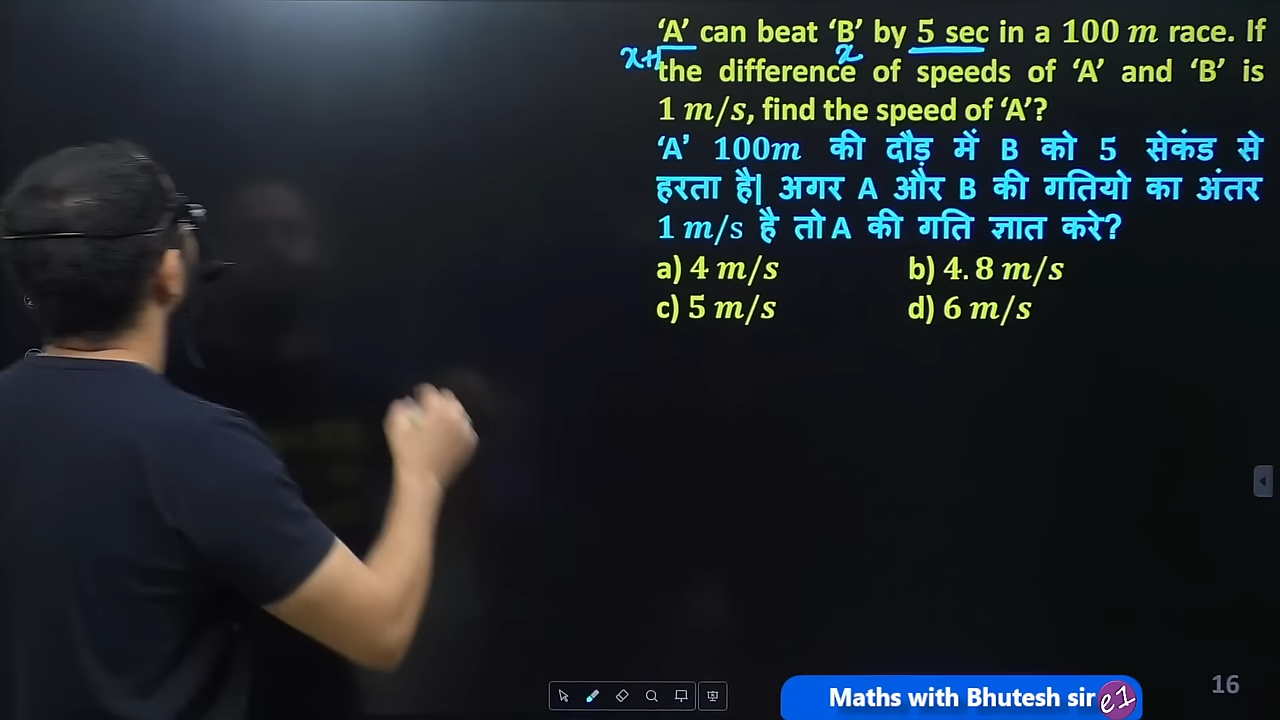 ‘A’ can beat ‘B’ by 5 sec in a 100 m race. If
x+1 x
the difference of speeds of ‘A’ and ‘B’ is
1 m/s, find the speed of ‘A’?
‘A’ 100m की दौड़ में B को 5 सेकंड से
हरता है| अगर A और B की गतियो का अंतर
1 m/s है तो A की गति ज्ञात करे?
a) 4 m/s b) 4.8 m/s
c) 5 m/s d) 6 m/s
Maths with Bhutesh sir e1
16